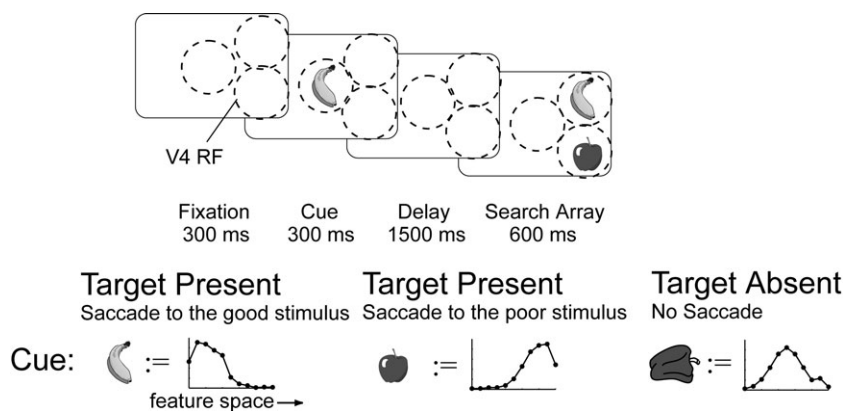 V4 RF
Fixation Cue Delay Search Array
300 ms 300 ms 1500 ms 600 ms
Target Present Target Present Target Absent
Saccade to the good stimulus Saccade to the poor stimulus No Saccade
Cue: := := :=
feature space